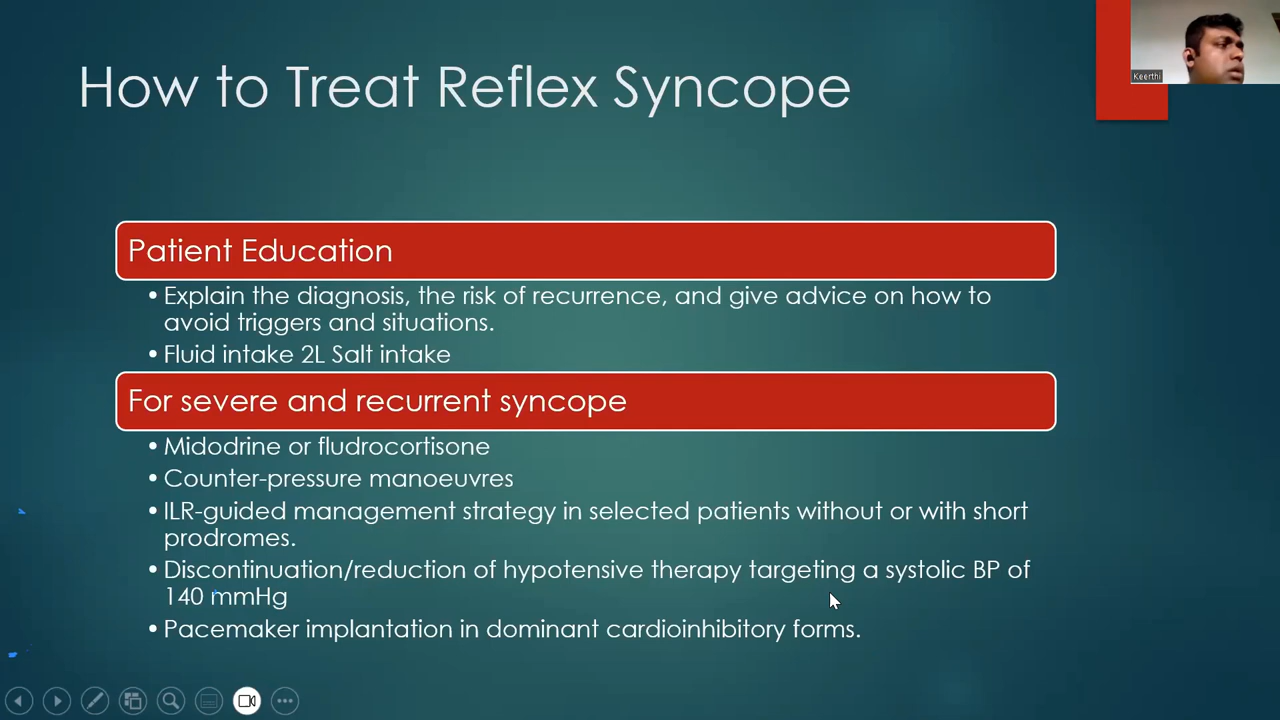 How to Treat Reflex Syncope
Keerthi
Patient Education
• Explain the diagnosis, the risk of recurrence, and give advice on how to
avoid triggers and situations.
• Fluid intake 2L Salt intake
For severe and recurrent syncope
• Midodrine or fludrocortisone
• Counter-pressure manoeuvres
• ILR-guided management strategy in selected patients without or with short
prodromes.
• Discontinuation/reduction of hypotensive therapy targeting a systolic BP of
140 mmHg
• Pacemaker implantation in dominant cardioinhibitory forms.